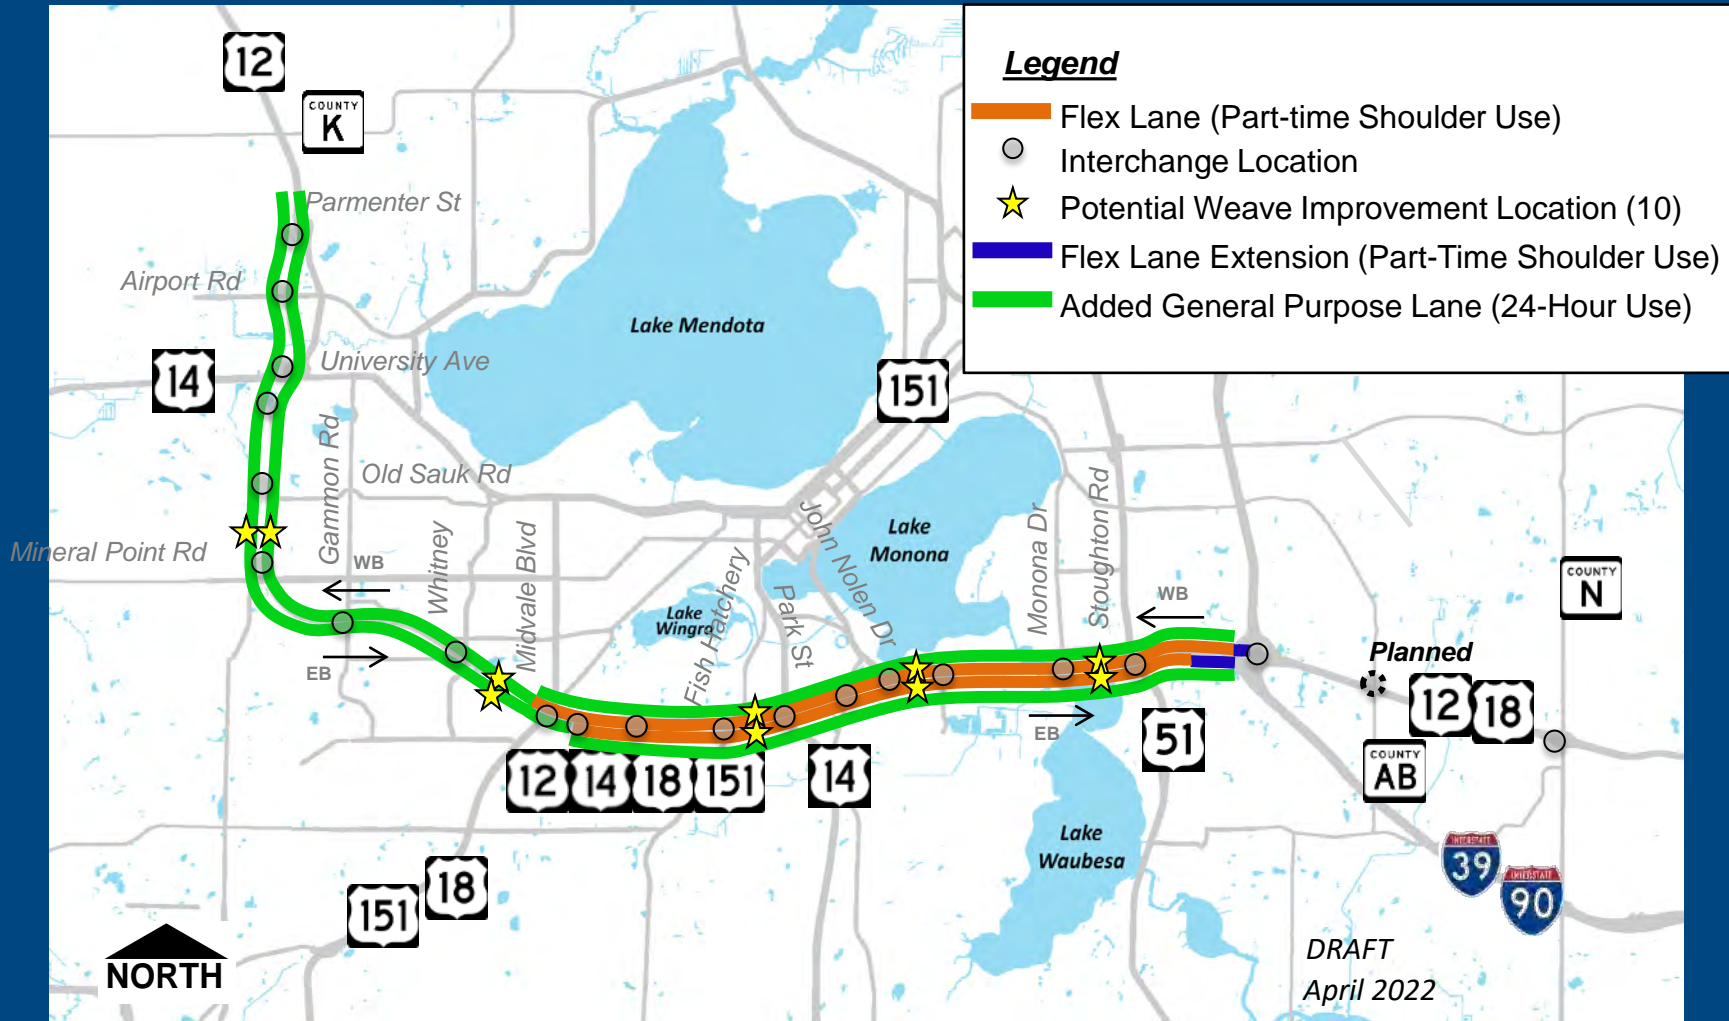 Legend
Flex Lane (Part-time Shoulder Use)
Interchange Location
Potential Weave Improvement Location (10)
Flex Lane Extension (Part-Time Shoulder Use)
Added General Purpose Lane (24-Hour Use)
12
COUNTY
K
Parmenter St
Airport Rd
Lake Mendota
14
University Ave
151
Gammon Rd
Old Sauk Rd
Mineral Point Rd
WB
EB
Whitney
Midvale Blvd
Lake
Wingra
Fish Hatchery
Park St
John Nolen Dr
Lake
Monona
Monona Dr
Stoughton Rd
WB
EB
COUNTY
N
Planned
12 18
COUNTY
AB
51
12 14 18 151
14
Lake
Waubesa
INTERSTATE
39
INTERSTATE
90
18
151
NORTH
DRAFT
April 2022